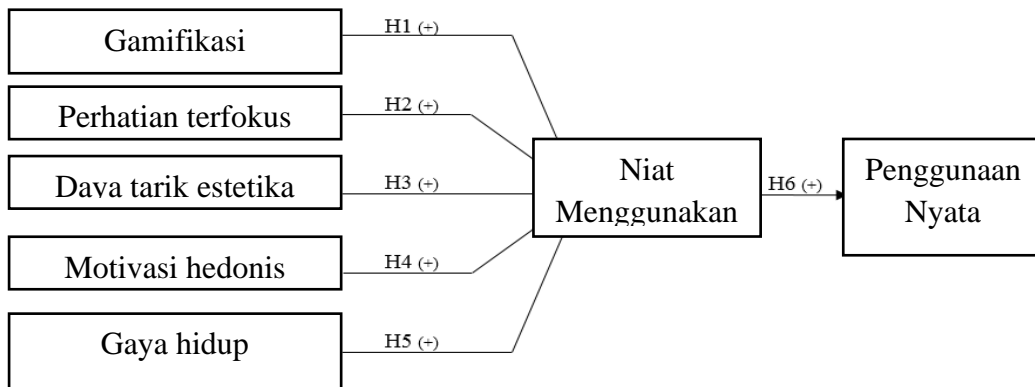 Gamifikasi
H1 (+)
Perhatian terfokus
H2 (+)
Daya tarik estetika
H3 (+)
Motivasi hedonis
H4 (+)
Gaya hidup
H5 (+)
Niat
Menggunakan
H6 (+)
Penggunaan
Nyata